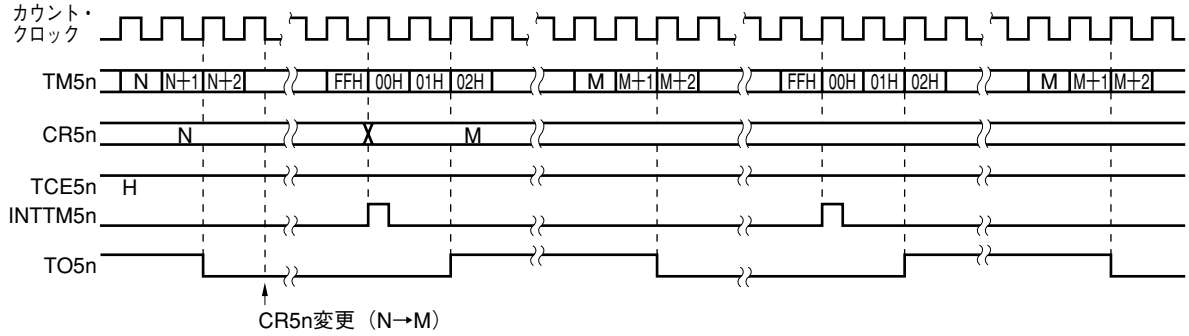 カウント・
クロック
TM5n N N+1 N+2 FFH 00H 01H 02H M M+1 M+2 FFH 00H 01H 02H M M+1 M+2
CR5n N M
TCE5n H
INTTM5n
TO5n
CR5n変更（N→M）